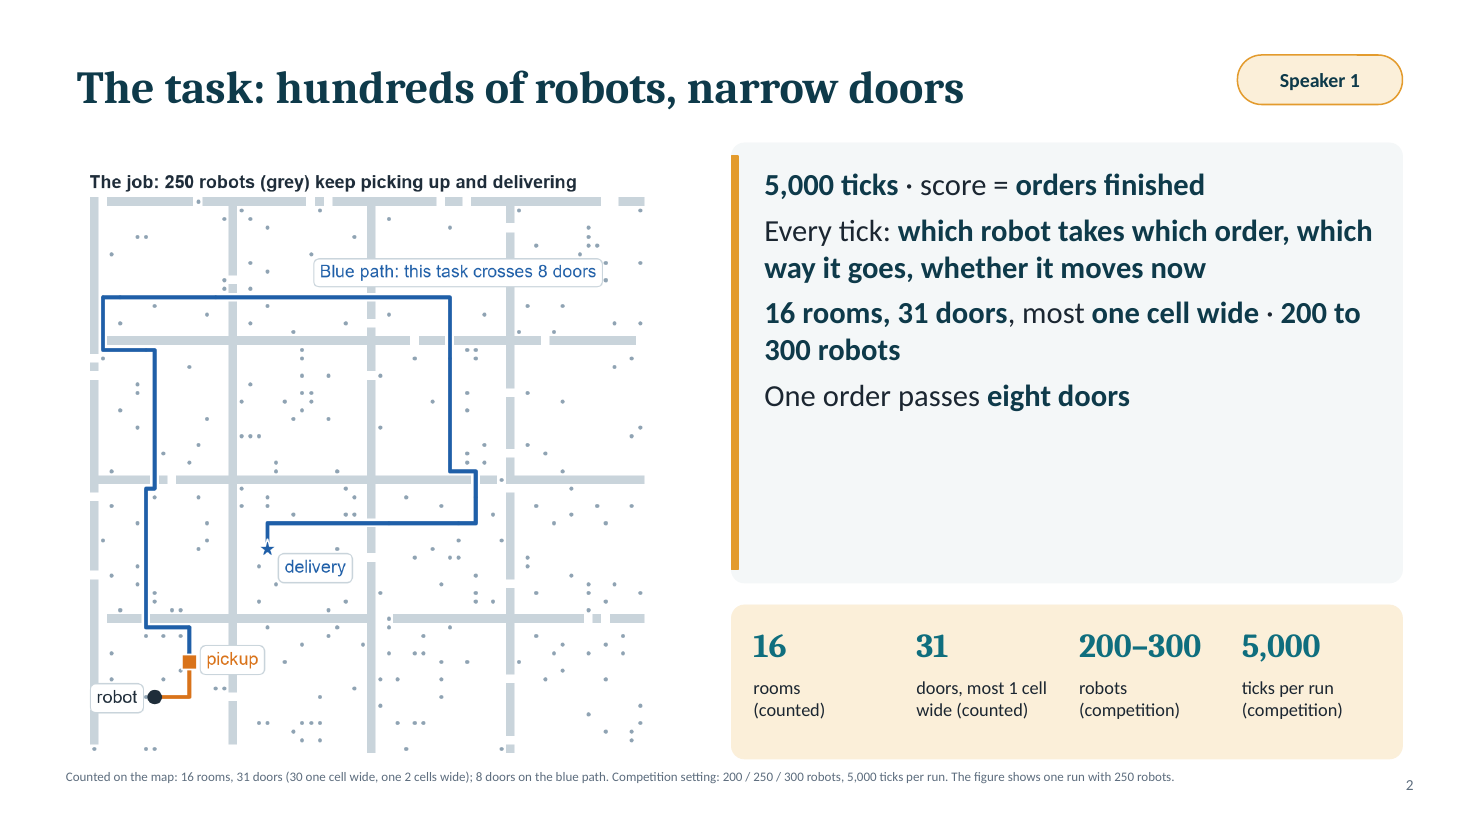 The task: hundreds of robots, narrow doors
Speaker 1
The job: 250 robots (grey) keep picking up and delivering
Blue path: this task crosses 8 doors
delivery
pickup
robot
5,000 ticks · score = orders finished
Every tick: which robot takes which order, which
way it goes, whether it moves now
16 rooms, 31 doors, most one cell wide · 200 to
300 robots
One order passes eight doors
16
rooms
(counted)
31
doors, most 1 cell
wide (counted)
200–300
robots
(competition)
5,000
ticks per run
(competition)
Counted on the map: 16 rooms, 31 doors (30 one cell wide, one 2 cells wide); 8 doors on the blue path. Competition setting: 200 / 250 / 300 robots, 5,000 ticks per run. The figure shows one run with 250 robots.
2